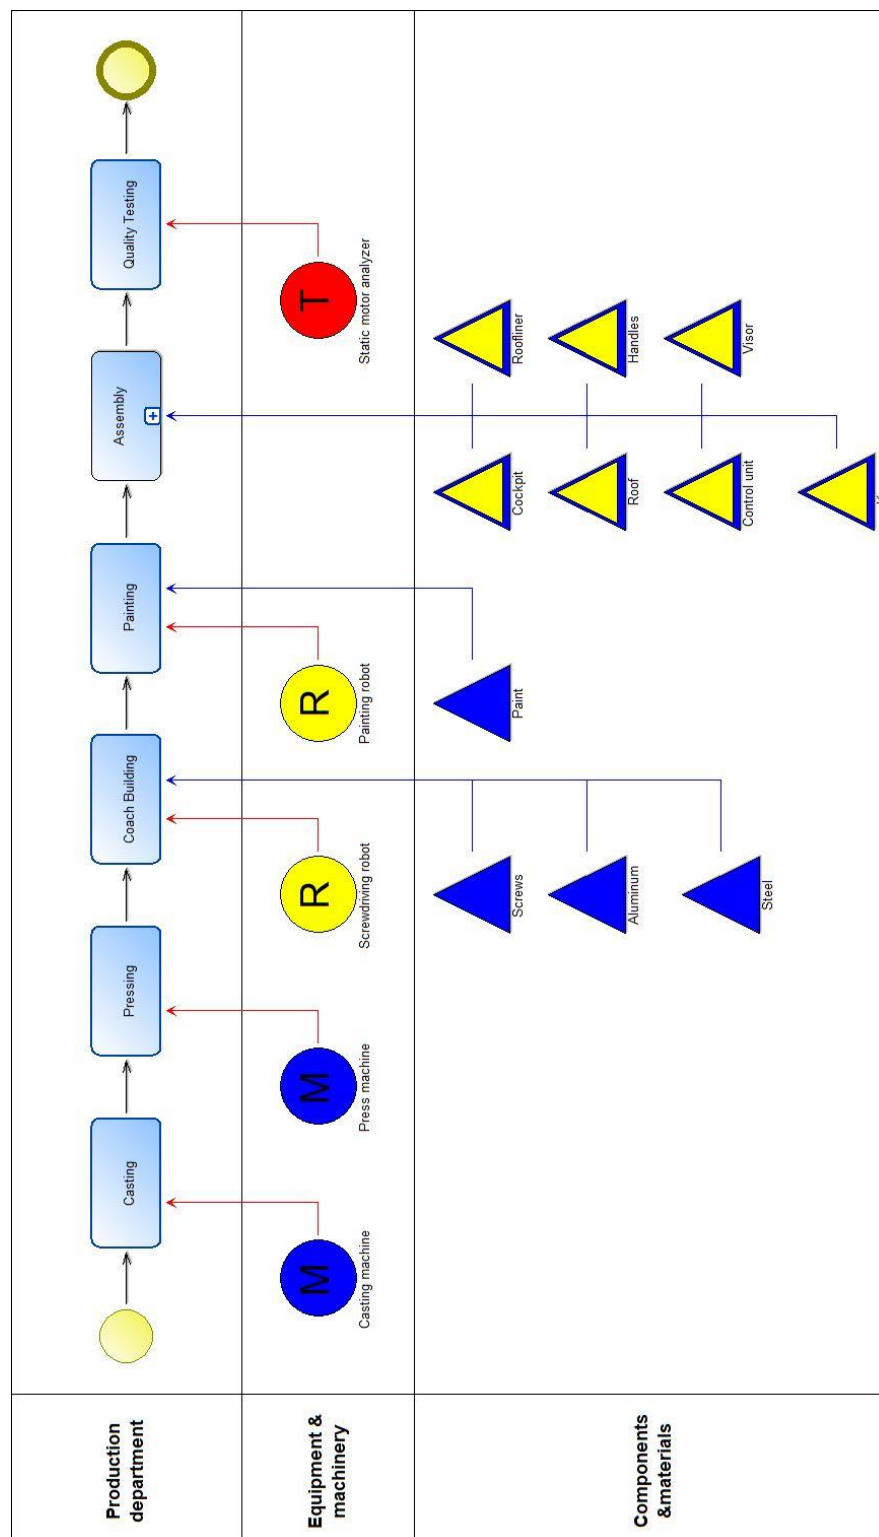 Production
department
Casting
Pressing
Coach Building
Painting
Assembly
Quality Testing
Equipment &
machinery
M
Casting machine
M
Press machine
R
Screwdriving robot
R
Painting robot
T
Static motor analyzer
Components
&materials
Screws
Aluminum
Steel
Paint
Cockpit
Roofliner
Roof
Handles
Control unit
Visor